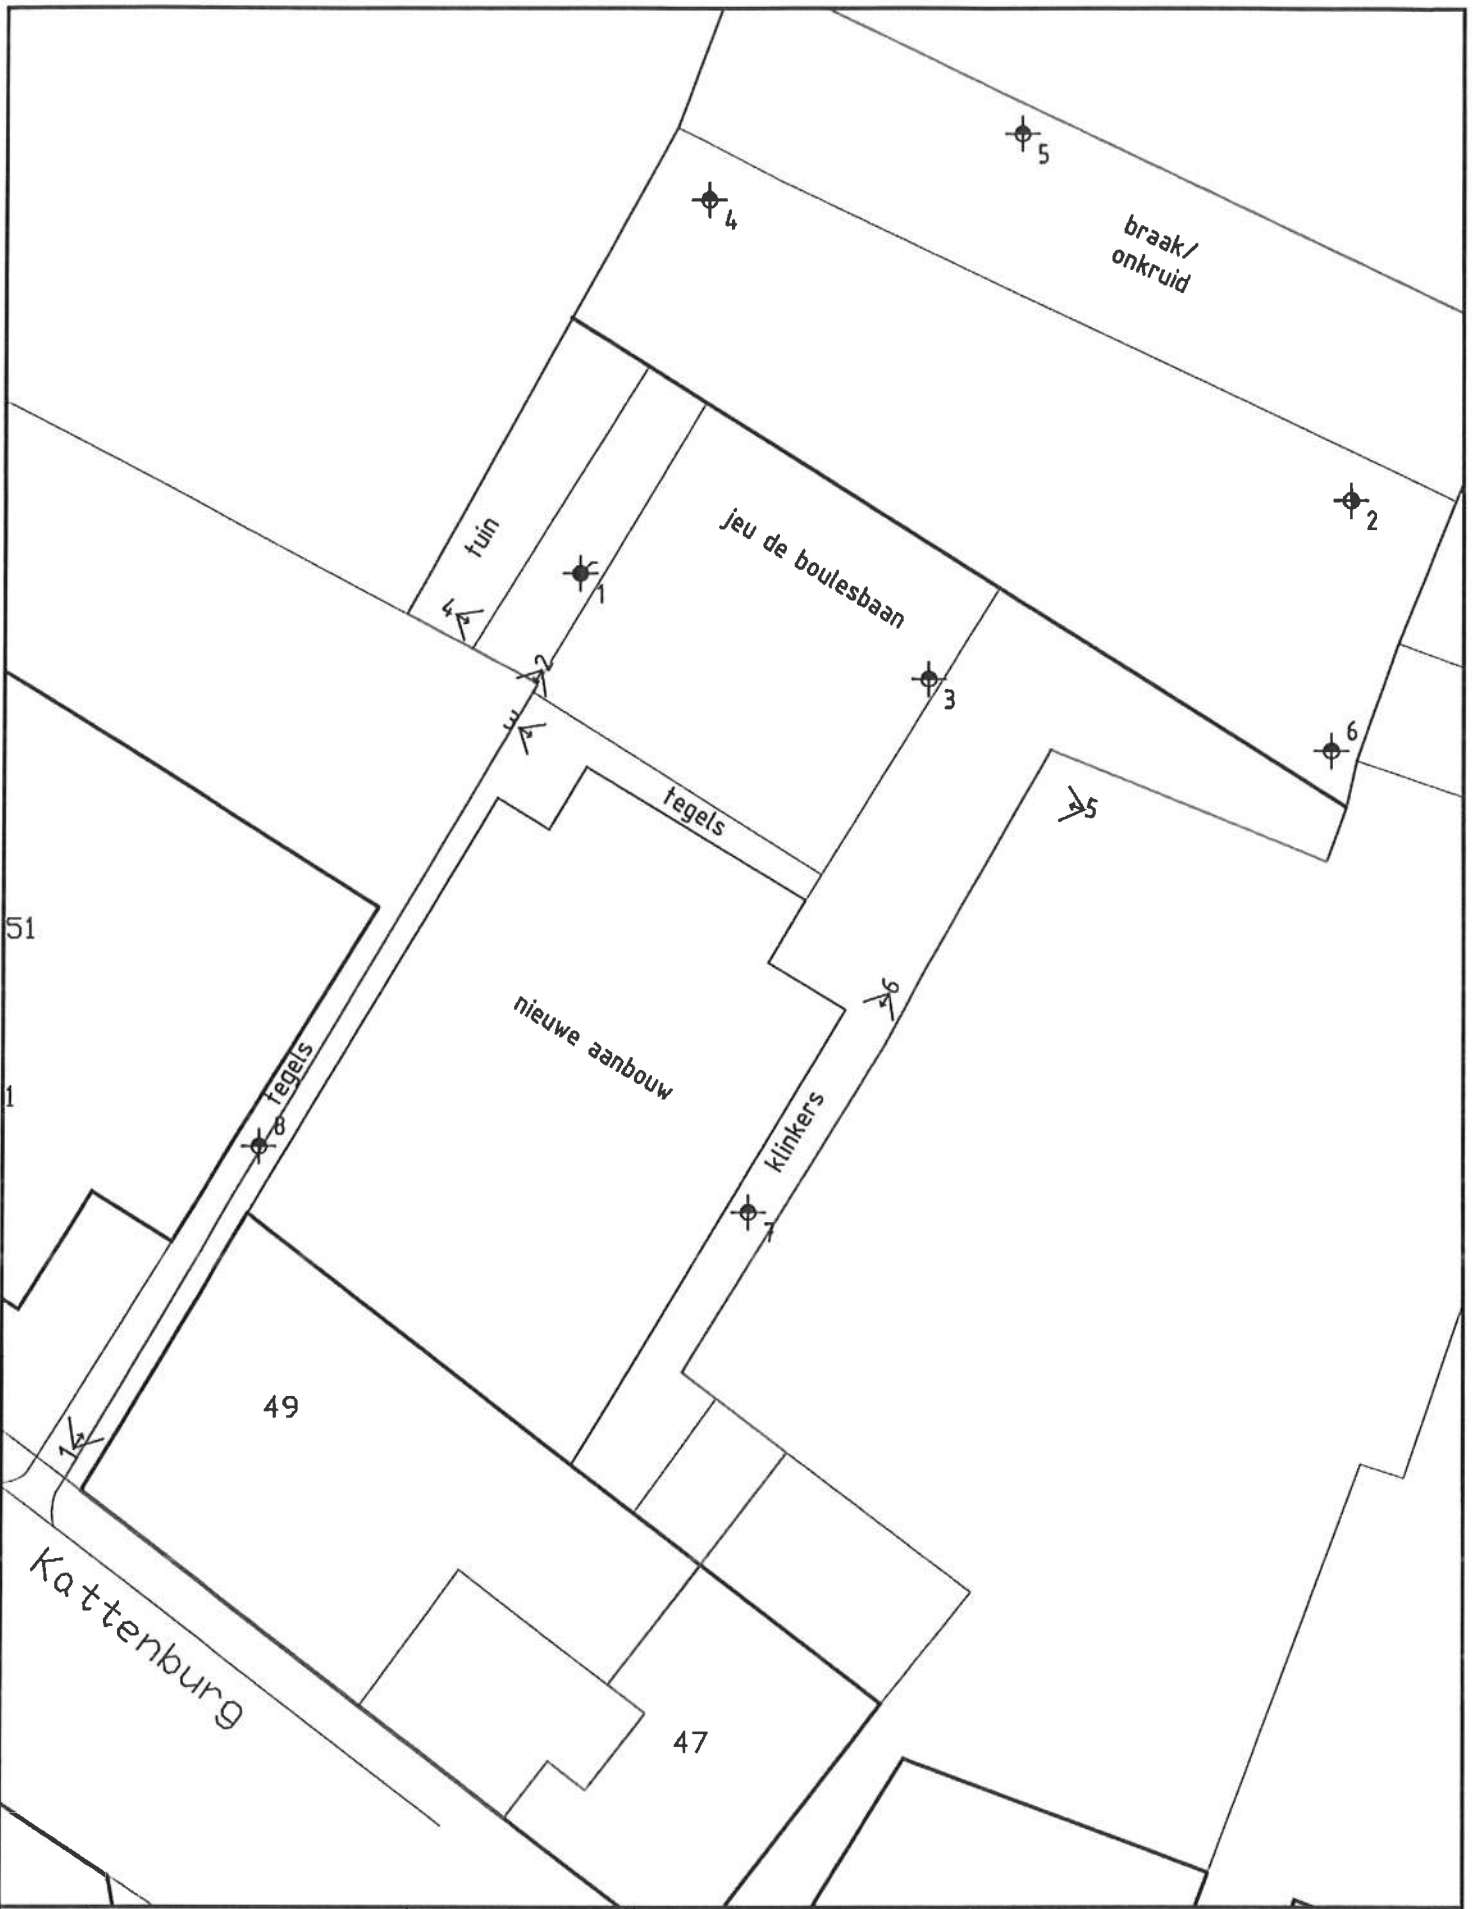 5
4
braak/
onkruid
2
tuin
jeu de boulesbaan
1
4
2
3
3
6
tegels
5
51
6
nieuwe aanbouw
tegels
1
klinkers
8
7
49
1
Kattenburg
47